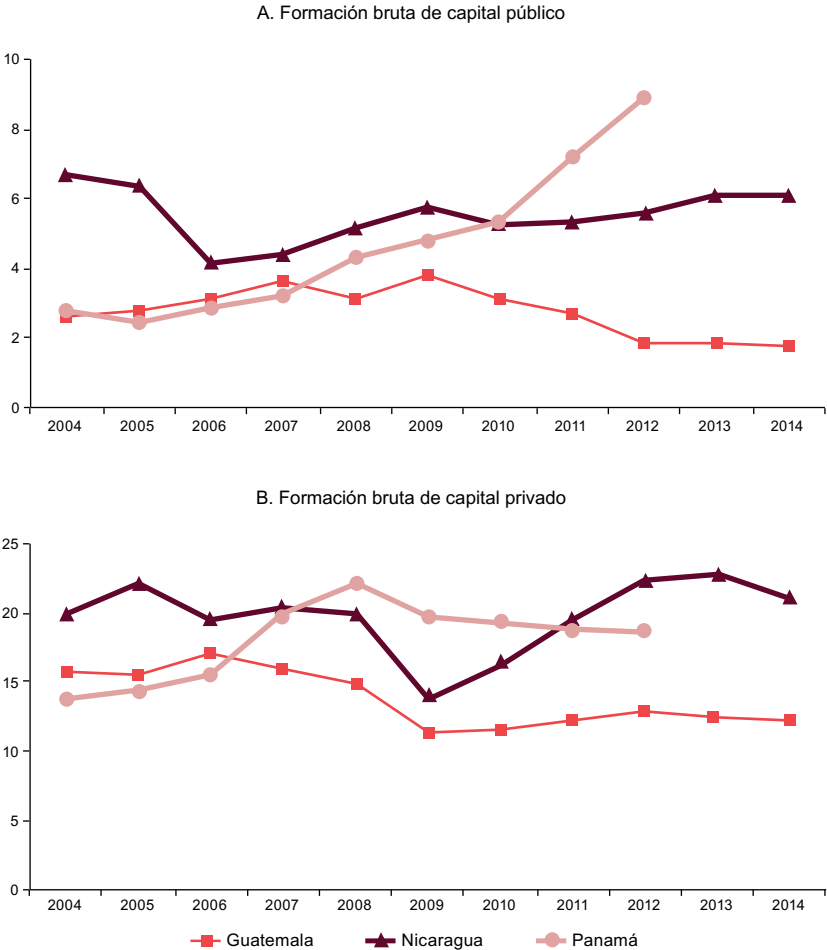 A. Formación bruta de capital público
10
8
6
4
2
0
2004 2005 2006 2007 2008 2009 2010 2011 2012 2013 2014
B. Formación bruta de capital privado
25
20
15
10
5
0
2004 2005 2006 2007 2008 2009 2010 2011 2012 2013 2014
Guatemala Nicaragua Panamá